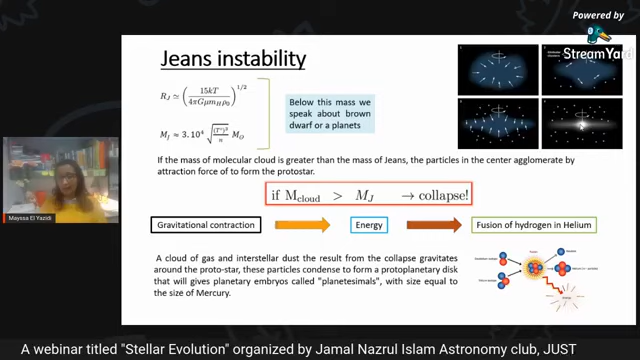 Powered by
StreamYard
Jeans instability
R_J ≃ (15kT / 4πGμm_Hρ_0)^{1/2}
M_J ≈ 3.10^4 √((T°)^3 / n) M_O
Below this mass we
speak about brown
dwarf or a planets
If the mass of molecular cloud is greater than the mass of Jeans, the particles in the center agglomerate by
attraction force of to form the protostar.
if M_cloud > M_J → collapse!
Gravitational contraction
Energy
Fusion of hydrogen in Helium
A cloud of gas and interstellar dust the result from the collapse gravitates
around the proto-star, these particles condense to form a protoplanetary disk
that will gives planetary embryos called "planetesimals", with size equal to
the size of Mercury.
Mayssa El Yazidi
A webinar titled "Stellar Evolution" organized by Jamal Nazrul Islam Astronomy club, JUST